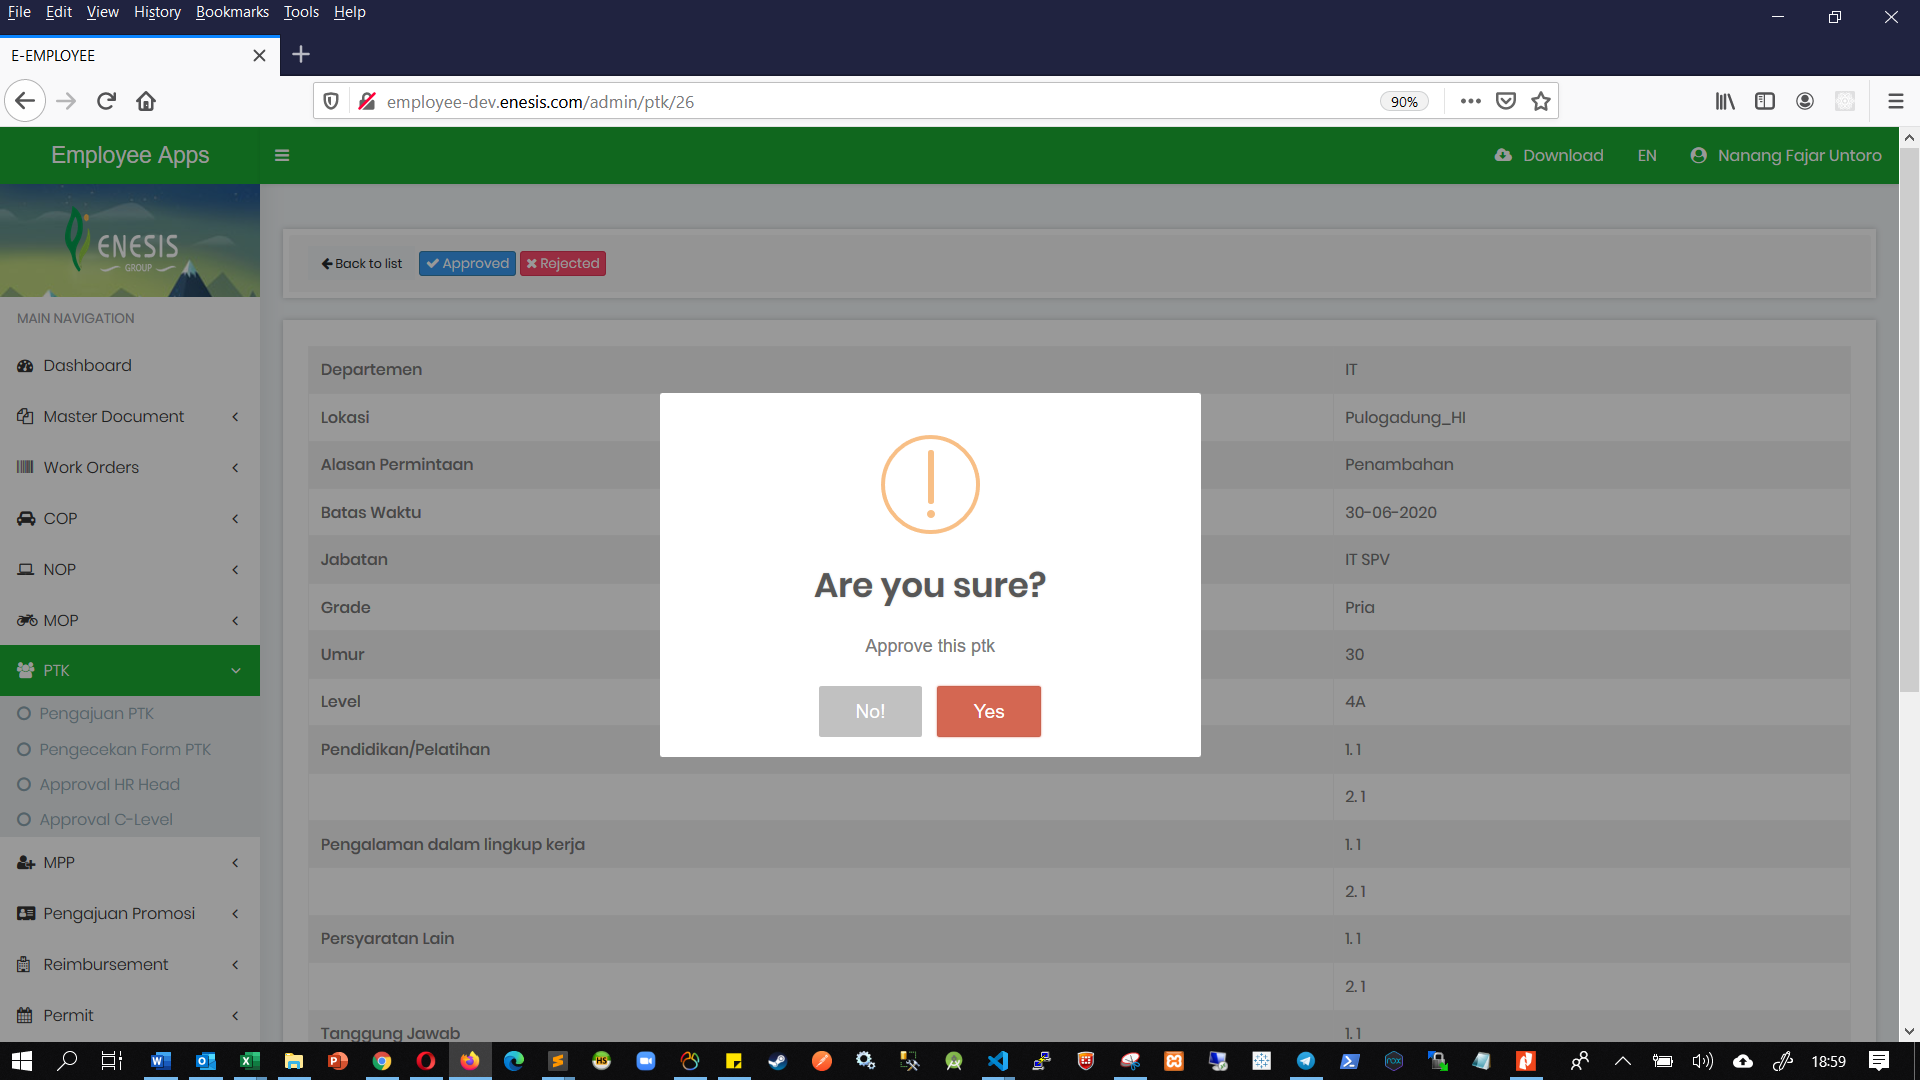 File Edit View History Bookmarks Tools Help
E-EMPLOYEE
employee-dev.enesis.com/admin/ptk/26
90%
Employee Apps
Download EN Nanang Fajar Untoro
ENESIS
GROUP
Back to list Approved Rejected
MAIN NAVIGATION
Dashboard
Master Document
Work Orders
COP
NOP
MOP
PTK
Pengajuan PTK
Pengecekan Form PTK
Approval HR Head
Approval C-Level
MPP
Pengajuan Promosi
Reimbursement
Permit
Departemen IT
Lokasi Pulogadung_HI
Alasan Permintaan Penambahan
Batas Waktu 30-06-2020
Jabatan IT SPV
Grade Pria
Umur 30
Level 4A
Pendidikan/Pelatihan 1. 1
2. 1
Pengalaman dalam lingkup kerja 1. 1
2. 1
Persyaratan Lain 1. 1
2. 1
Tanggung Jawab 1. 1
Are you sure?
Approve this ptk
No! Yes
18:59